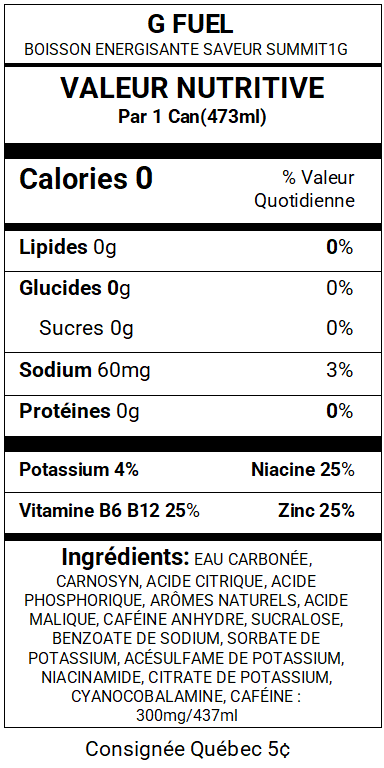 G FUEL
BOISSON ENERGISANTE SAVEUR SUMMIT1G
VALEUR NUTRITIVE
Par 1 Can(473ml)
Calories 0
% Valeur
Quotidienne
Lipides 0g 0%
Glucides 0g 0%
Sucres 0g 0%
Sodium 60mg 3%
Protéines 0g 0%
Potassium 4% Niacine 25%
Vitamine B6 B12 25% Zinc 25%
Ingrédients: EAU CARBONÉE,
CARNOSYN, ACIDE CITRIQUE, ACIDE
PHOSPHORIQUE, ARÔMES NATURELS, ACIDE
MALIQUE, CAFÉINE ANHYDRE, SUCRALOSE,
BENZOATE DE SODIUM, SORBATE DE
POTASSIUM, ACÉSULFAME DE POTASSIUM,
NIACINAMIDE, CITRATE DE POTASSIUM,
CYANOCOBALAMINE, CAFÉINE :
300mg/437ml
Consignée Québec 5¢